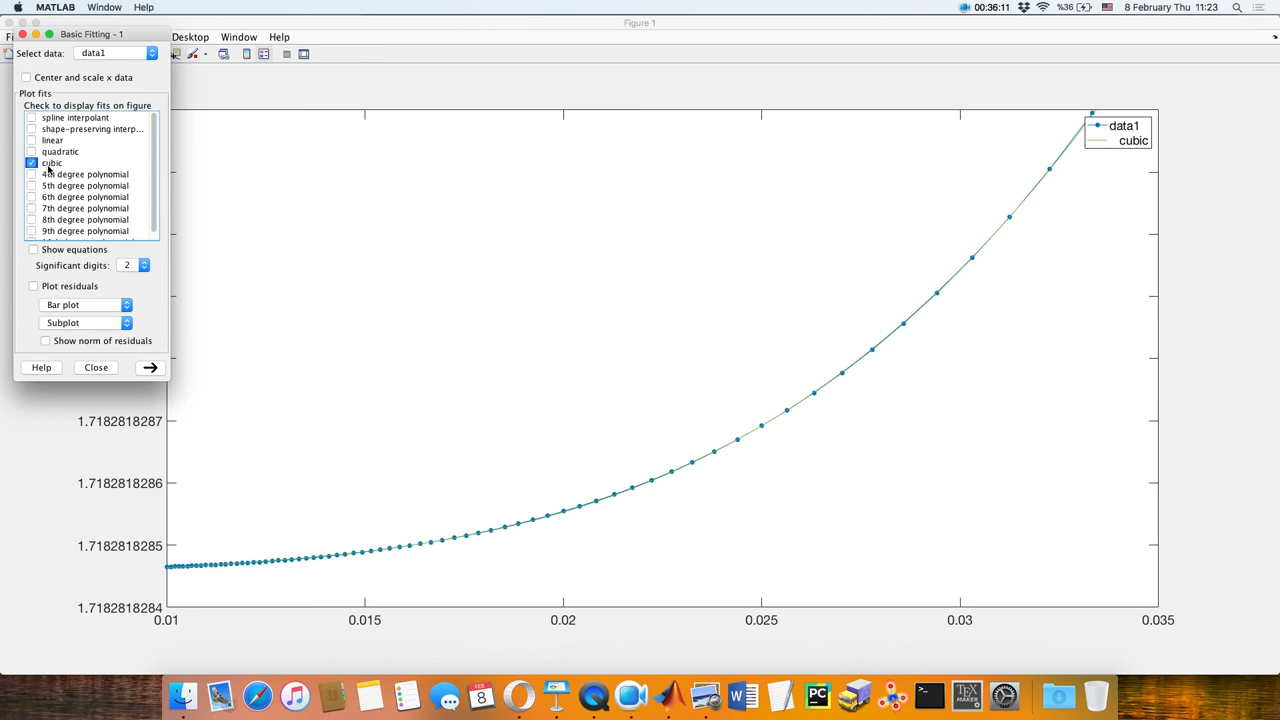 MATLAB Window Help
00:36:11 %36 8 February Thu 11:23
Figure 1
Basic Fitting - 1
Desktop Window Help
Select data: data1
Center and scale x data
Plot fits
Check to display fits on figure
spline interpolant
shape-preserving interp...
linear
quadratic
cubic
4th degree polynomial
5th degree polynomial
6th degree polynomial
7th degree polynomial
8th degree polynomial
9th degree polynomial
Show equations
Significant digits: 2
Plot residuals
Bar plot
Subplot
Show norm of residuals
Help Close
data1
cubic
1.7182818287
1.7182818286
1.7182818285
1.7182818284
0.01 0.015 0.02 0.025 0.03 0.035
FEB
8
W
PC
TEX
MAKER